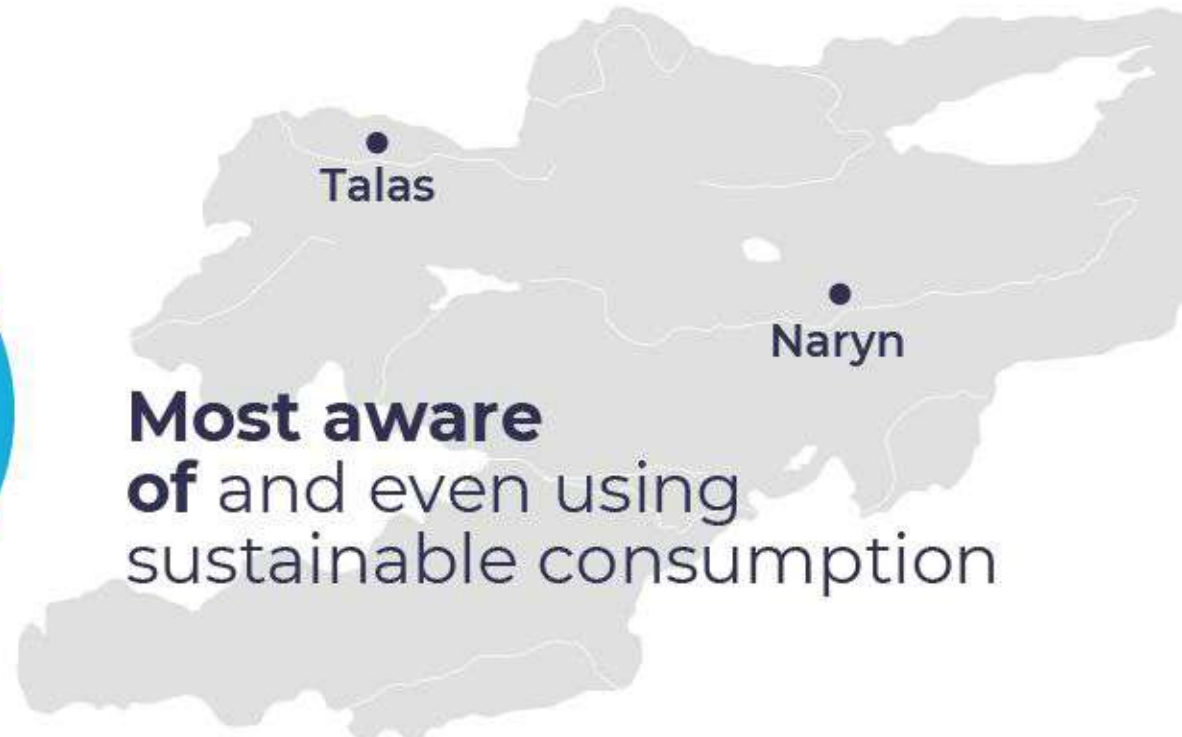 Talas
Naryn
Most aware
of and even using
sustainable consumption